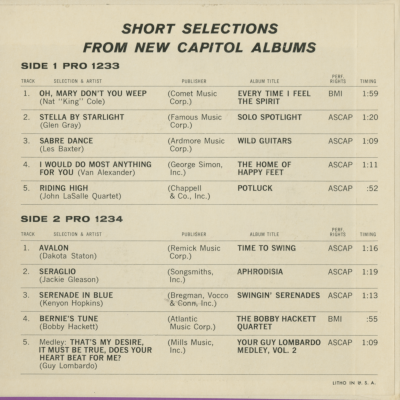 SHORT SELECTIONS
FROM NEW CAPITOL ALBUMS
SIDE 1 PRO 1233
TRACK SELECTION & ARTIST PUBLISHER ALBUM TITLE PERF. RIGHTS TIMING
1. OH, MARY DON'T YOU WEEP (Comet Music EVERY TIME I FEEL BMI 1:59
(Nat "King" Cole) Corp.) THE SPIRIT
2. STELLA BY STARLIGHT (Famous Music SOLO SPOTLIGHT ASCAP 1:20
(Glen Gray) Corp.)
3. SABRE DANCE (Ardmore Music WILD GUITARS ASCAP 1:09
(Les Baxter) Corp.)
4. I WOULD DO MOST ANYTHING (George Simon, THE HOME OF ASCAP 1:11
FOR YOU (Van Alexander) Inc.) HAPPY FEET
5. RIDING HIGH (Chappell POTLUCK ASCAP :52
(John LaSalle Quartet) & Co., Inc.)
SIDE 2 PRO 1234
TRACK SELECTION & ARTIST PUBLISHER ALBUM TITLE PERF. RIGHTS TIMING
1. AVALON (Remick Music TIME TO SWING ASCAP 1:16
(Dakota Staton) Corp.)
2. SERAGLIO (Songsmiths, APHRODISIA ASCAP 1:19
(Jackie Gleason) Inc.)
3. SERENADE IN BLUE (Bregman, Vocco SWINGIN' SERENADES ASCAP 1:13
(Kenyon Hopkins) & Conn, Inc.)
4. BERNIE'S TUNE (Atlantic THE BOBBY HACKETT BMI :55
(Bobby Hackett) Music Corp.) QUARTET
5. Medley: THAT'S MY DESIRE, (Mills Music, YOUR GUY LOMBARDO ASCAP 1:09
IT MUST BE TRUE, DOES YOUR Inc.) MEDLEY, VOL. 2
HEART BEAT FOR ME?
(Guy Lombardo)
LITHO IN U.S.A.